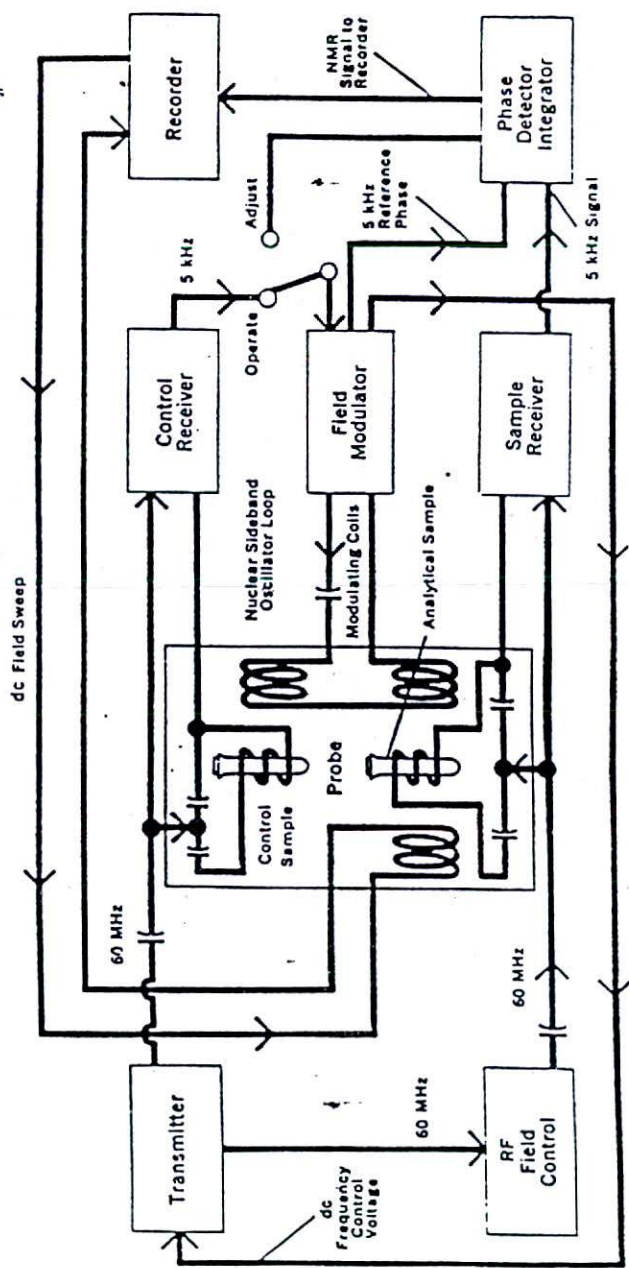 dc Field Sweep
Recorder
NMR
Signal to
Recorder
Phase
Detector
Integrator
5 kHz
Adjust
Operate
5 kHz
Reference
Phase
5 kHz Signal
Control
Receiver
Field
Modulator
Sample
Receiver
Nuclear Sideband
Oscillator Loop
Modulating Coils
Analytical Sample
Control
Sample
Probe
60 MHz
60 MHz
Transmitter
60 MHz
RF
Field
Control
dc
Frequency
Control
Voltage